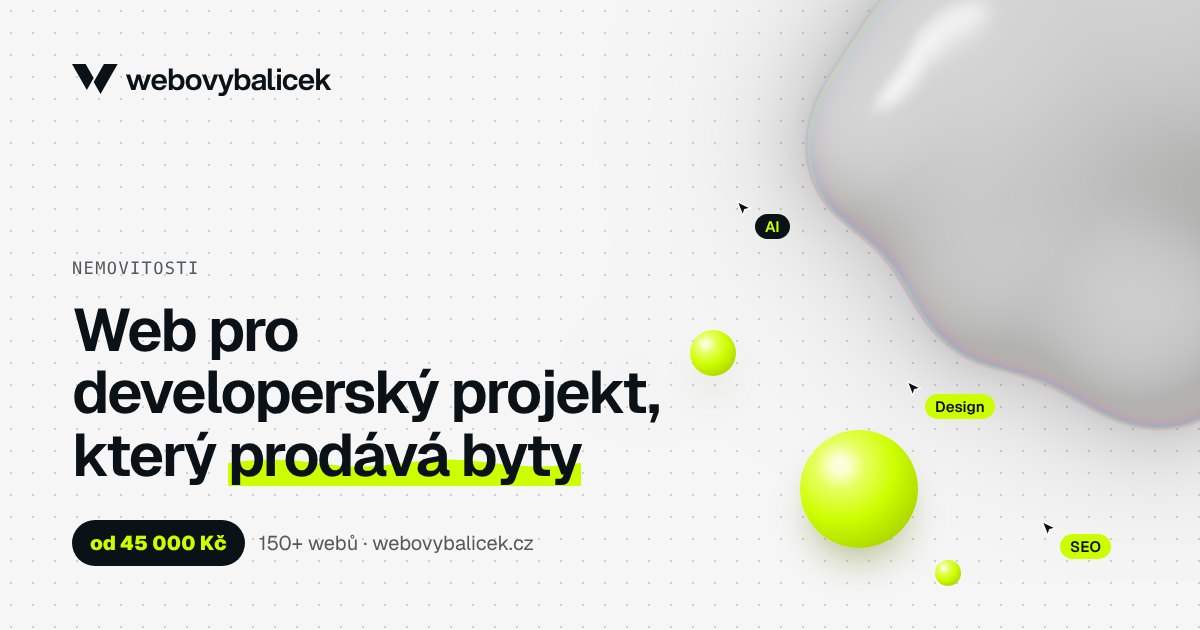 webovybalicek
AI
NEMOVITOSTI
Web pro
developerský projekt,
který prodává byty
Design
od 45 000 Kč 150+ webů · webovybalicek.cz
SEO